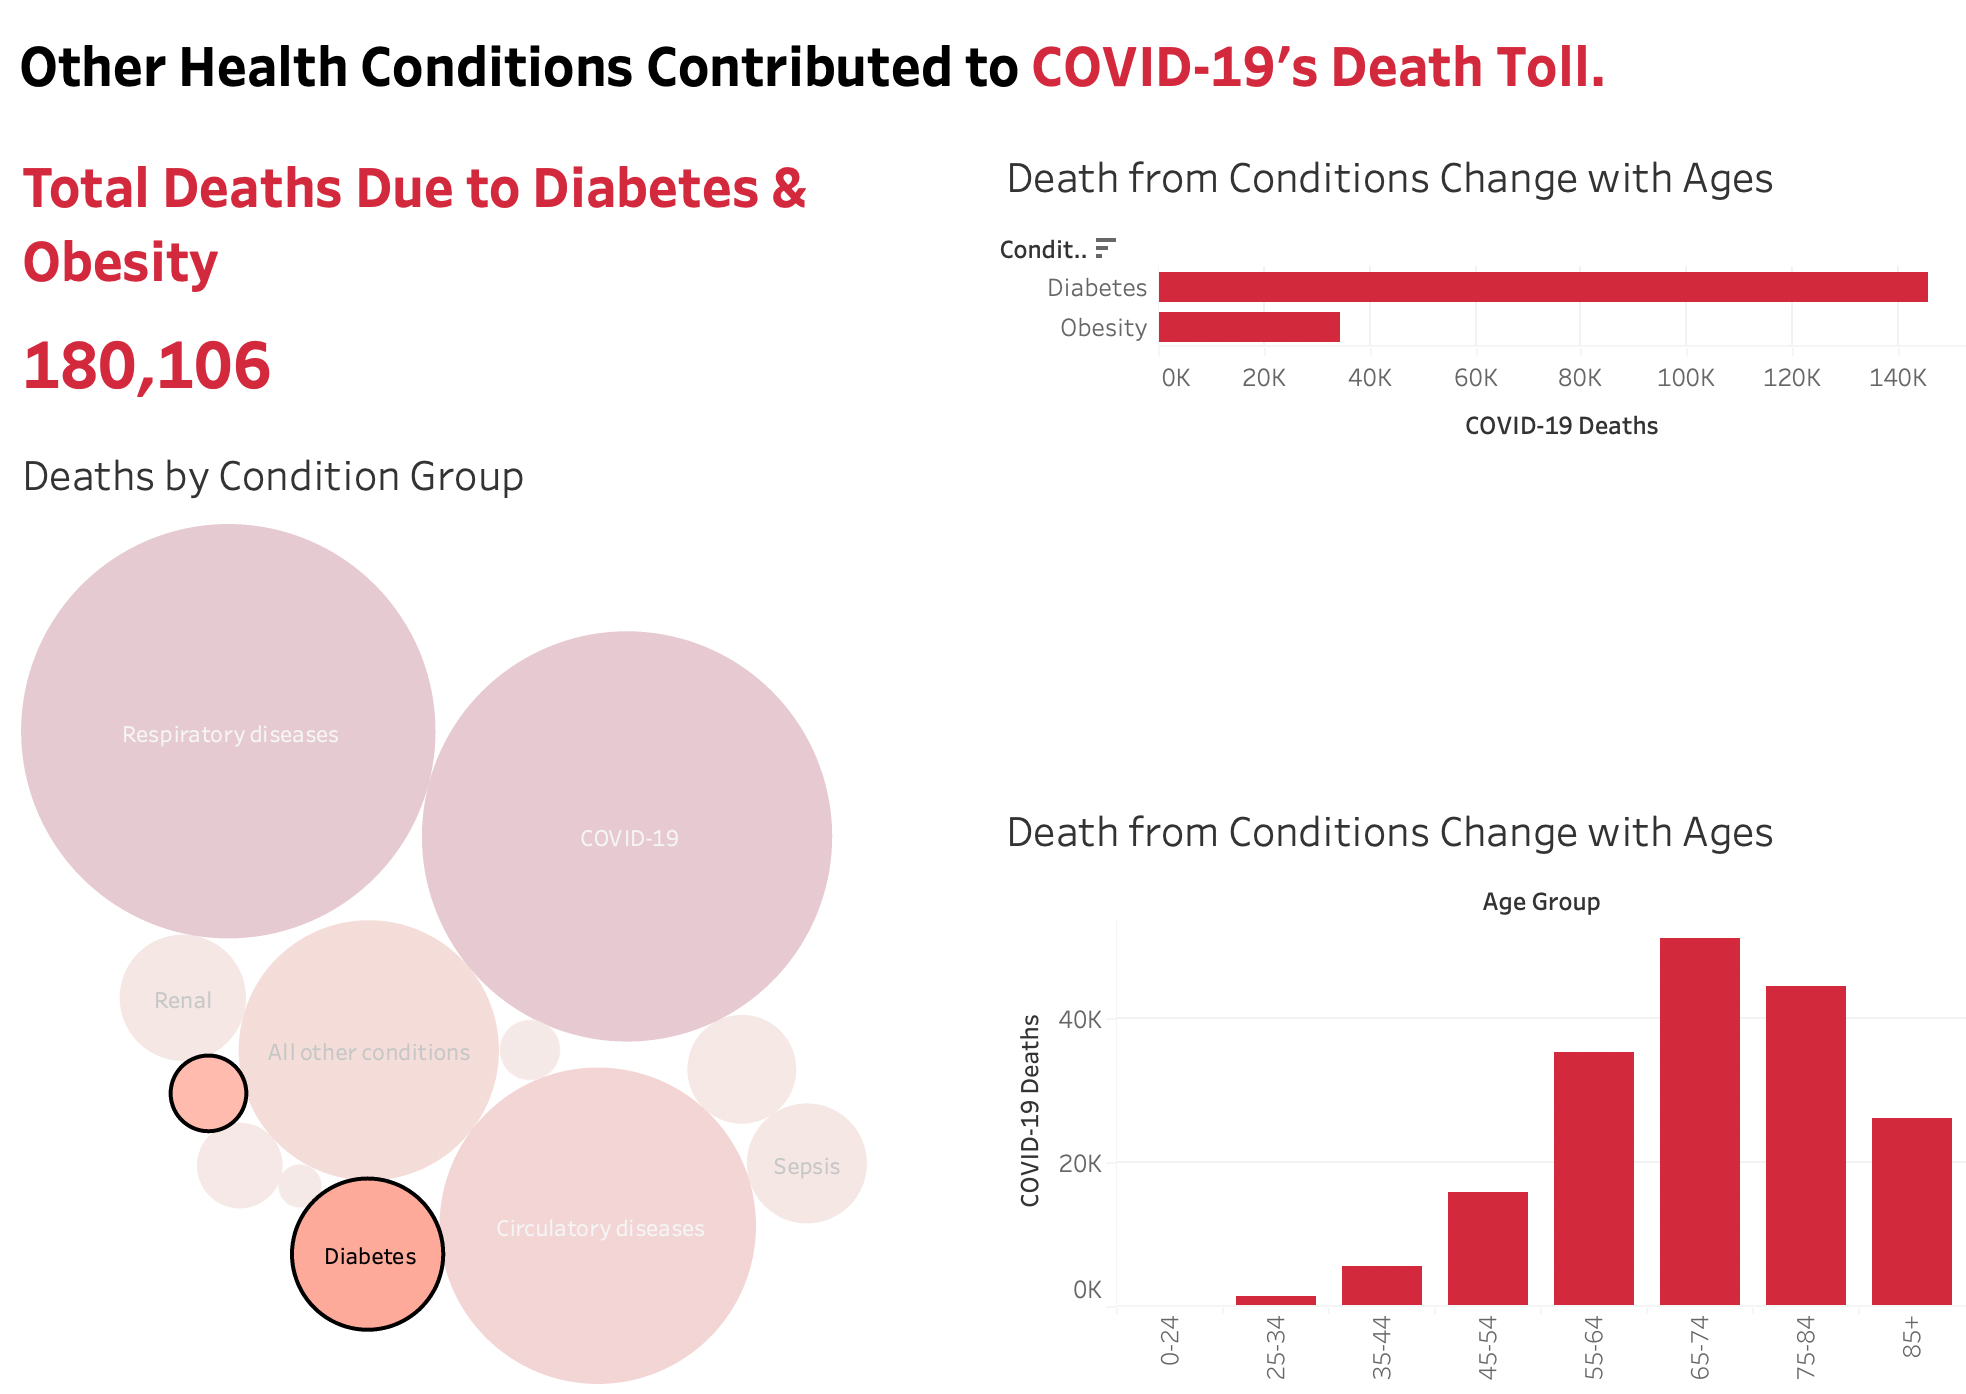 Other Health Conditions Contributed to COVID-19’s Death Toll.
Total Deaths Due to Diabetes &
Obesity
180,106
Deaths by Condition Group
Respiratory diseases
COVID-19
Renal
All other conditions
Sepsis
Circulatory diseases
Diabetes
Death from Conditions Change with Ages
Condit..
Diabetes
Obesity
0K 20K 40K 60K 80K 100K 120K 140K
COVID-19 Deaths
Death from Conditions Change with Ages
Age Group
COVID-19 Deaths
40K
20K
0K
0-24 25-34 35-44 45-54 55-64 65-74 75-84 85+